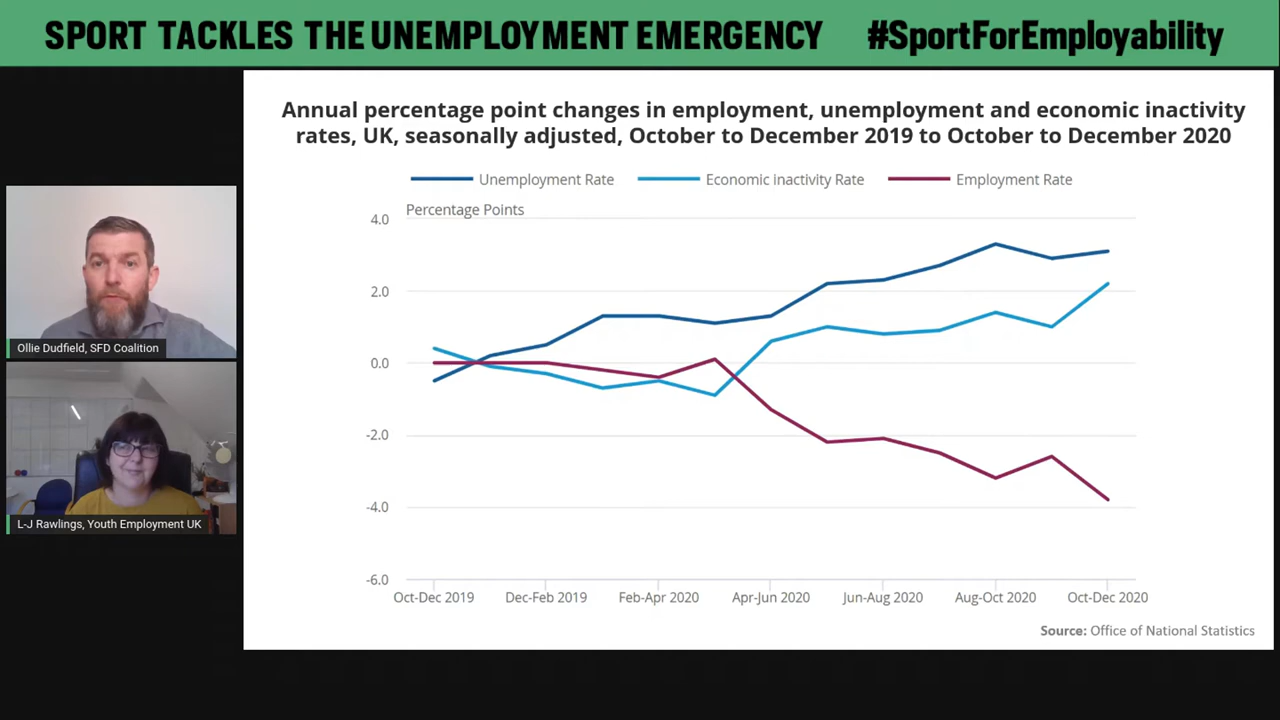 SPORT TACKLES THE UNEMPLOYMENT EMERGENCY #SportForEmployability
Annual percentage point changes in employment, unemployment and economic inactivity
rates, UK, seasonally adjusted, October to December 2019 to October to December 2020
Unemployment Rate Economic inactivity Rate Employment Rate
Percentage Points
4.0
2.0
0.0
-2.0
-4.0
-6.0
Oct-Dec 2019 Dec-Feb 2019 Feb-Apr 2020 Apr-Jun 2020 Jun-Aug 2020 Aug-Oct 2020 Oct-Dec 2020
Source: Office of National Statistics
Ollie Dudfield, SFD Coalition
L-J Rawlings, Youth Employment UK